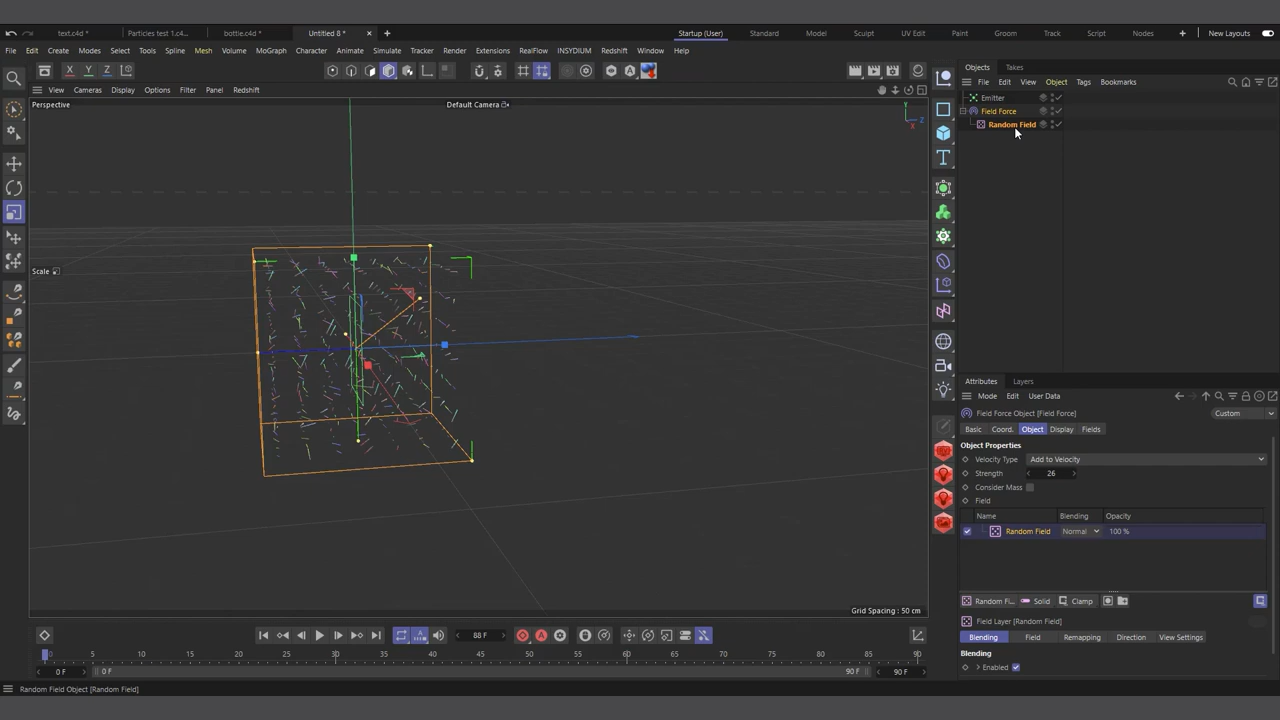 text.c4d *
Particles test 1.c4...
bottle.c4d *
Untitled 8 *
Startup (User)
Standard
Model
Sculpt
UV Edit
Paint
Groom
Track
Script
Nodes
New Layouts
File
Edit
Create
Modes
Select
Tools
Spline
Mesh
Volume
MoGraph
Character
Animate
Simulate
Tracker
Render
Extensions
RealFlow
INSYDIUM
Redshift
Window
Help
X
Y
Z
View
Cameras
Display
Options
Filter
Panel
Redshift
Perspective
Default Camera
Y
Z
X
Scale
Grid Spacing : 50 cm
Objects
Takes
File
Edit
View
Object
Tags
Bookmarks
Emitter
Field Force
Random Field
Attributes
Layers
Mode
Edit
User Data
Field Force Object [Field Force]
Custom
Basic
Coord.
Object
Display
Fields
Object Properties
Velocity Type
Add to Velocity
Strength
26
Consider Mass
Field
Name
Blending
Opacity
Random Field
Normal
100 %
Random Fi...
Solid
Clamp
Field Layer [Random Field]
Blending
Field
Remapping
Direction
View Settings
Blending
Enabled
88 F
0
5
10
15
20
25
30
35
40
45
50
55
60
65
70
75
80
85
90
0 F
0 F
90 F
90 F
Random Field Object [Random Field]